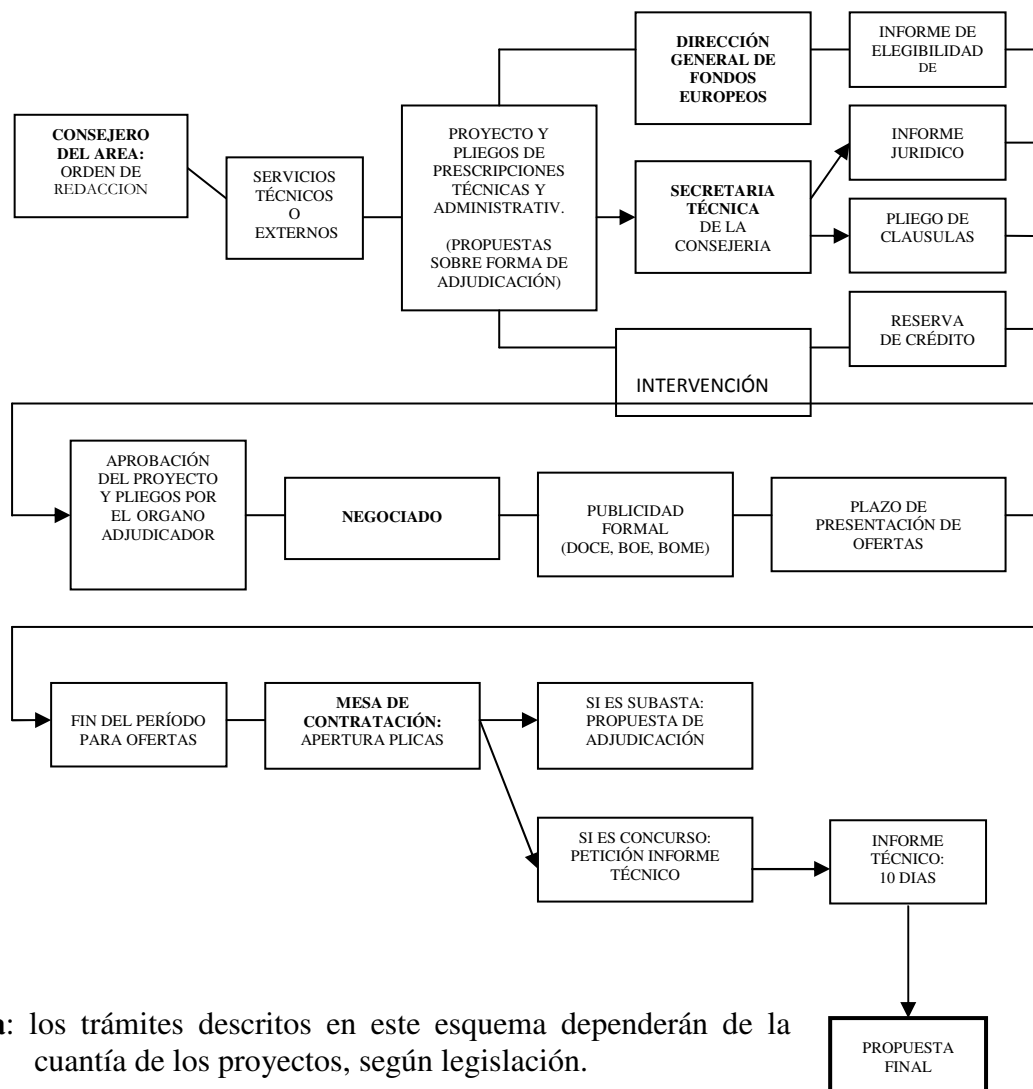 DIRECCIÓN
GENERAL DE
FONDOS
EUROPEOS
INFORME DE
ELEGIBILIDAD
DE
CONSEJERO
DEL AREA:
ORDEN DE
REDACCION
SERVICIOS
TÉCNICOS
O
EXTERNOS
PROYECTO Y
PLIEGOS DE
PRESCRIPCIONES
TÉCNICAS Y
ADMINISTRATIV.
(PROPUESTAS
SOBRE FORMA DE
ADJUDICACIÓN)
SECRETARIA
TÉCNICA
DE LA
CONSEJERIA
INFORME
JURIDICO
PLIEGO DE
CLAUSULAS
RESERVA
DE CRÉDITO
INTERVENCIÓN
APROBACIÓN
DEL PROYECTO
Y PLIEGOS POR
EL ORGANO
ADJUDICADOR
NEGOCIADO
PUBLICIDAD
FORMAL
(DOCE, BOE, BOME)
PLAZO DE
PRESENTACIÓN DE
OFERTAS
FIN DEL PERÍODO
PARA OFERTAS
MESA DE
CONTRATACIÓN:
APERTURA PLICAS
SI ES SUBASTA:
PROPUESTA DE
ADJUDICACIÓN
SI ES CONCURSO:
PETICIÓN INFORME
TÉCNICO
INFORME
TÉCNICO:
10 DIAS
a: los trámites descritos en este esquema dependerán de la
cuantía de los proyectos, según legislación.
PROPUESTA
FINAL